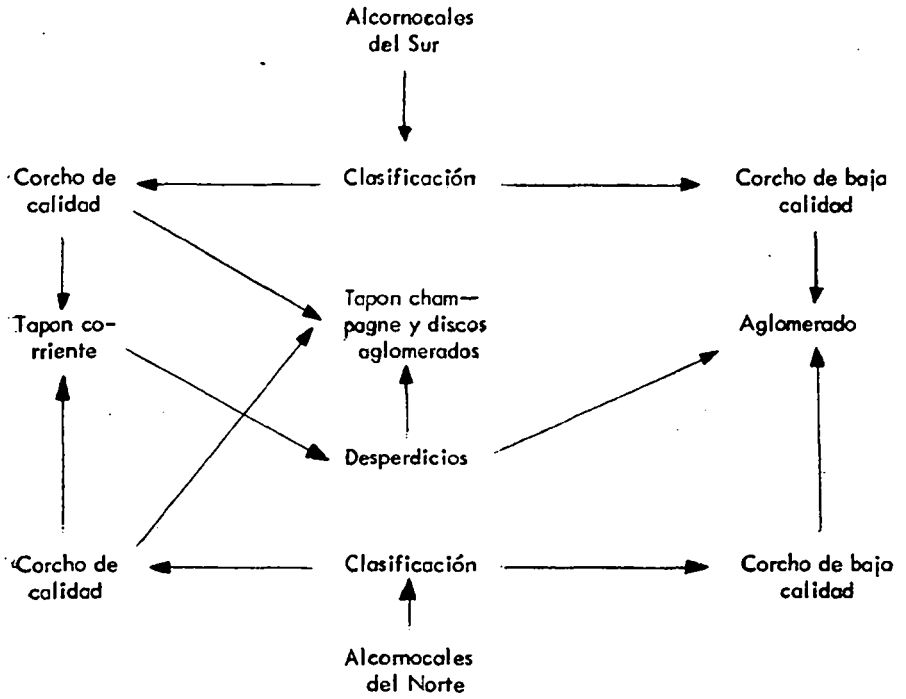 Alcornocales
del Sur
Corcho de
calidad
Clasificación
Corcho de baja
calidad
Tapon co-
rriente
Tapon cham—
pagne y discos
aglomerados
Aglomerado
Desperdicios
Corcho de
calidad
Clasificación
Corcho de baja
calidad
Alcornocales
del Norte